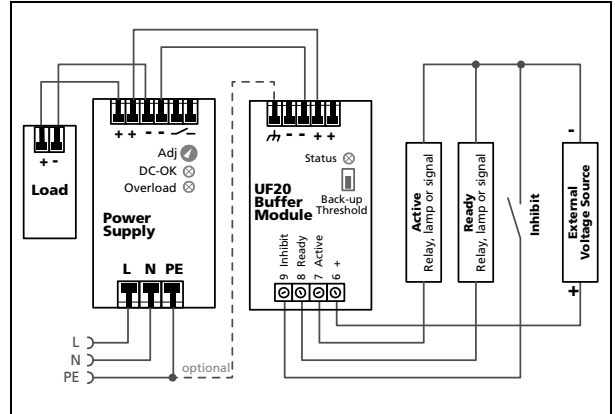 + + - -
⏚ - - + +
+ -
Load
Adj
DC-OK
Overload
Power
Supply
L N PE
L
N
PE
optional
Status
UF20
Buffer
Module
Back-up
Threshold
9 Inhibit
8 Ready
7 Active
6 +
Active
Relay, lamp or signal
Ready
Relay, lamp or signal
Inhibit
-
External
Voltage Source
+